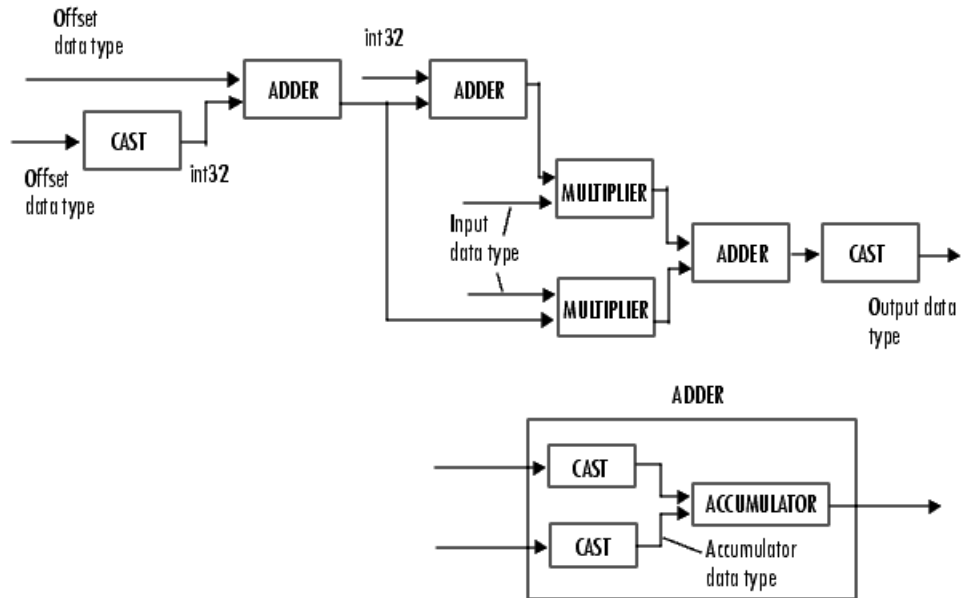 Offset
data type
int32
ADDER
ADDER
CAST
int32
Offset
data type
MULTIPLIER
Input
data type
ADDER
CAST
MULTIPLIER
Output data
type
ADDER
CAST
ACCUMULATOR
CAST
Accumulator
data type